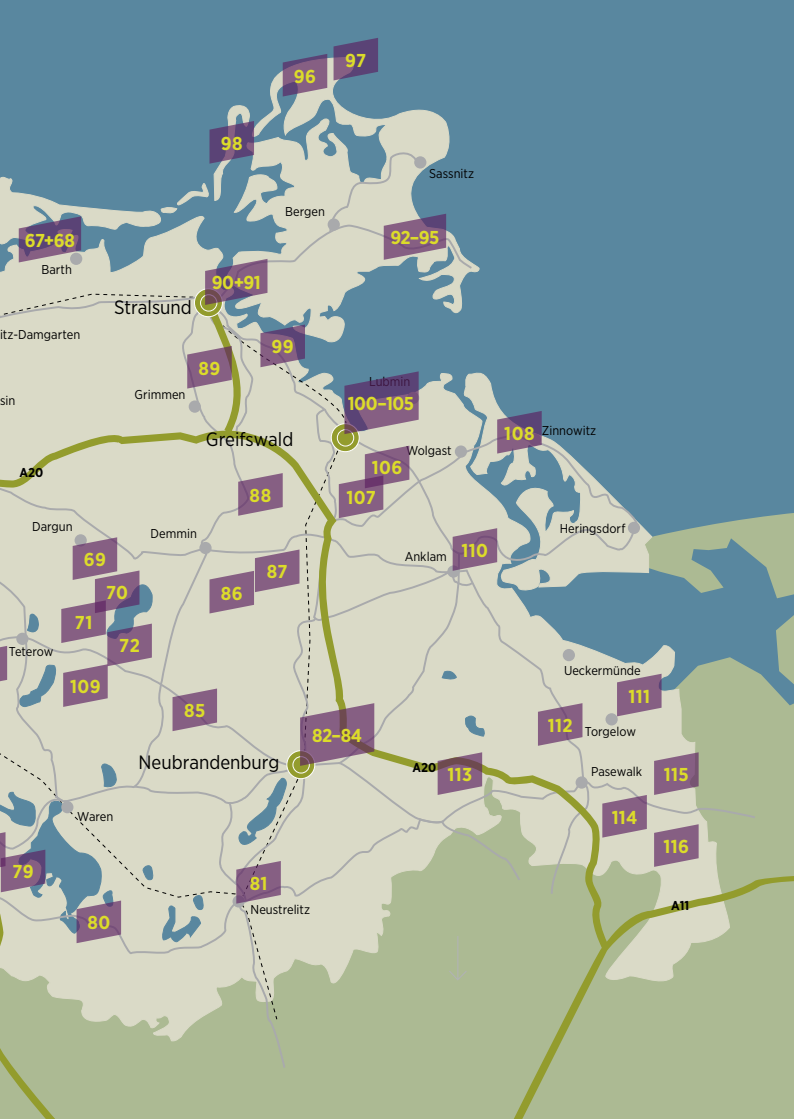 97
96
98
Sassnitz
Bergen
92–95
67+68
Barth
90+91
Stralsund
itz-Damgarten
99
89
Lubmin
Grimmen
100–105
sin
108
Zinnowitz
Greifswald
Wolgast
A20
106
107
88
Dargun
Demmin
Heringsdorf
69
Anklam
110
87
70
86
71
72
Teterow
Ueckermünde
109
111
85
112
Torgelow
82–84
Neubrandenburg
A20
113
Pasewalk
115
Waren
114
116
79
81
A11
Neustrelitz
80